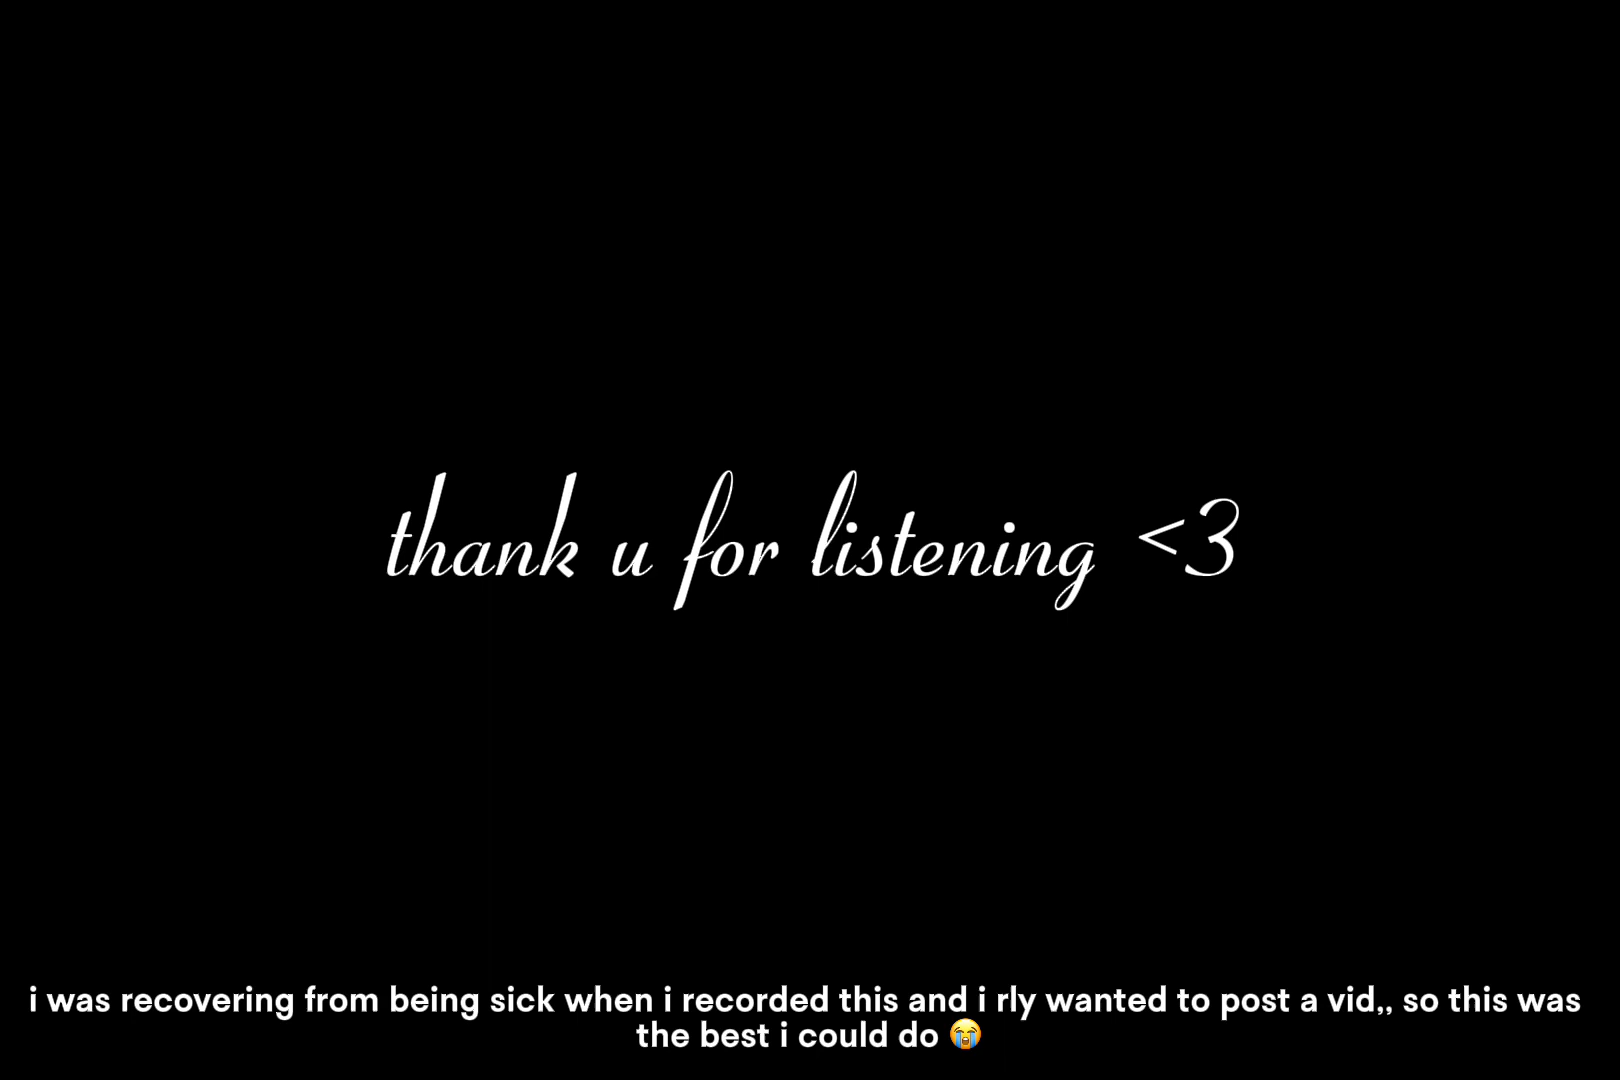 thank u for listening <3
i was recovering from being sick when i recorded this and i rly wanted to post a vid,, so this was
the best i could do 😭